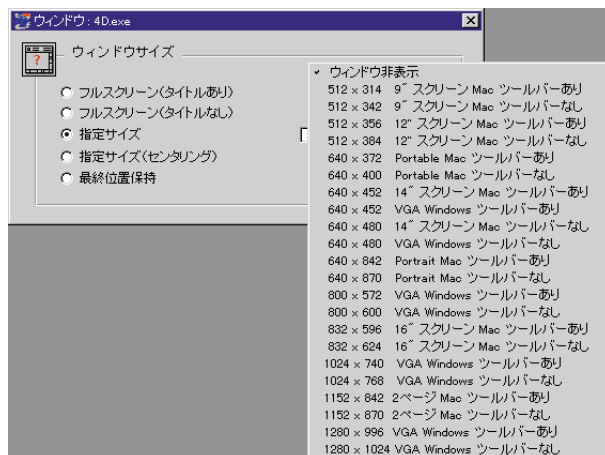 ウィンドウ : 4D.exe
?
ウィンドウサイズ
フルスクリーン(タイトルあり)
フルスクリーン(タイトルなし)
指定サイズ
指定サイズ(センタリング)
最終位置保持
ウィンドウ非表示
512 × 314 9″ スクリーン Mac ツールバーあり
512 × 342 9″ スクリーン Mac ツールバーなし
512 × 356 12" スクリーン Mac ツールバーあり
512 × 384 12" スクリーン Mac ツールバーなし
640 × 372 Portable Mac ツールバーあり
640 × 400 Portable Mac ツールバーなし
640 × 452 14″ スクリーン Mac ツールバーあり
640 × 452 VGA Windows ツールバーあり
640 × 480 14″ スクリーン Mac ツールバーなし
640 × 480 VGA Windows ツールバーなし
640 × 842 Portrait Mac ツールバーあり
640 × 870 Portrait Mac ツールバーなし
800 × 572 VGA Windows ツールバーあり
800 × 600 VGA Windows ツールバーなし
832 × 596 16″ スクリーン Mac ツールバーあり
832 × 624 16″ スクリーン Mac ツールバーなし
1024 × 740 VGA Windows ツールバーあり
1024 × 768 VGA Windows ツールバーなし
1152 × 842 2ページ Mac ツールバーあり
1152 × 870 2ページ Mac ツールバーなし
1280 × 996 VGA Windows ツールバーあり
1280 × 1024 VGA Windows ツールバーなし